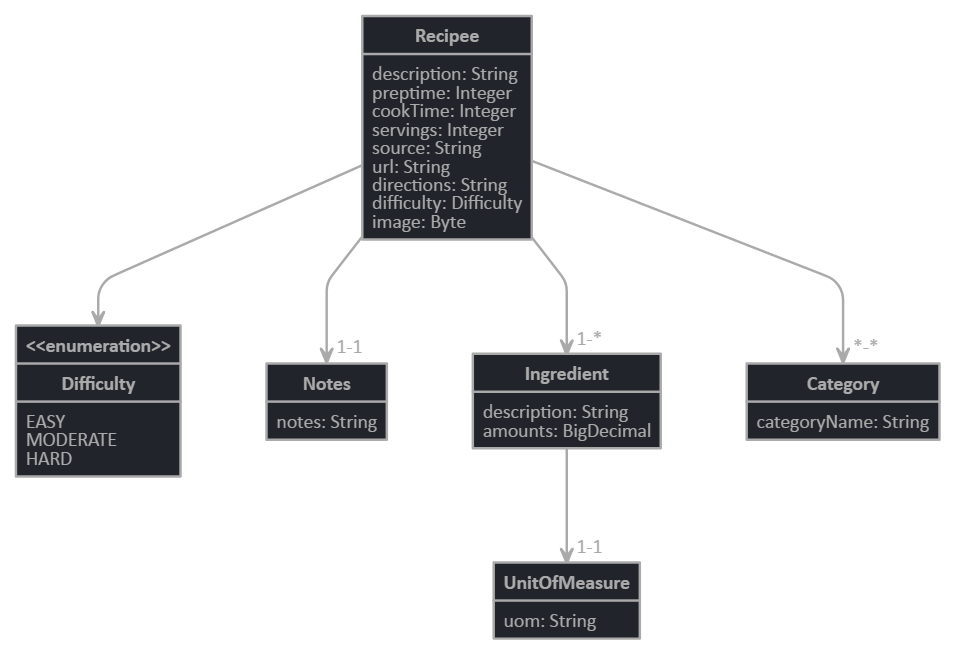 Recipee
description: String
preptime: Integer
cookTime: Integer
servings: Integer
source: String
url: String
directions: String
difficulty: Difficulty
image: Byte
<<enumeration>>
Difficulty
EASY
MODERATE
HARD
1-1
Notes
notes: String
1-*
Ingredient
description: String
amounts: BigDecimal
*-*
Category
categoryName: String
1-1
UnitOfMeasure
uom: String